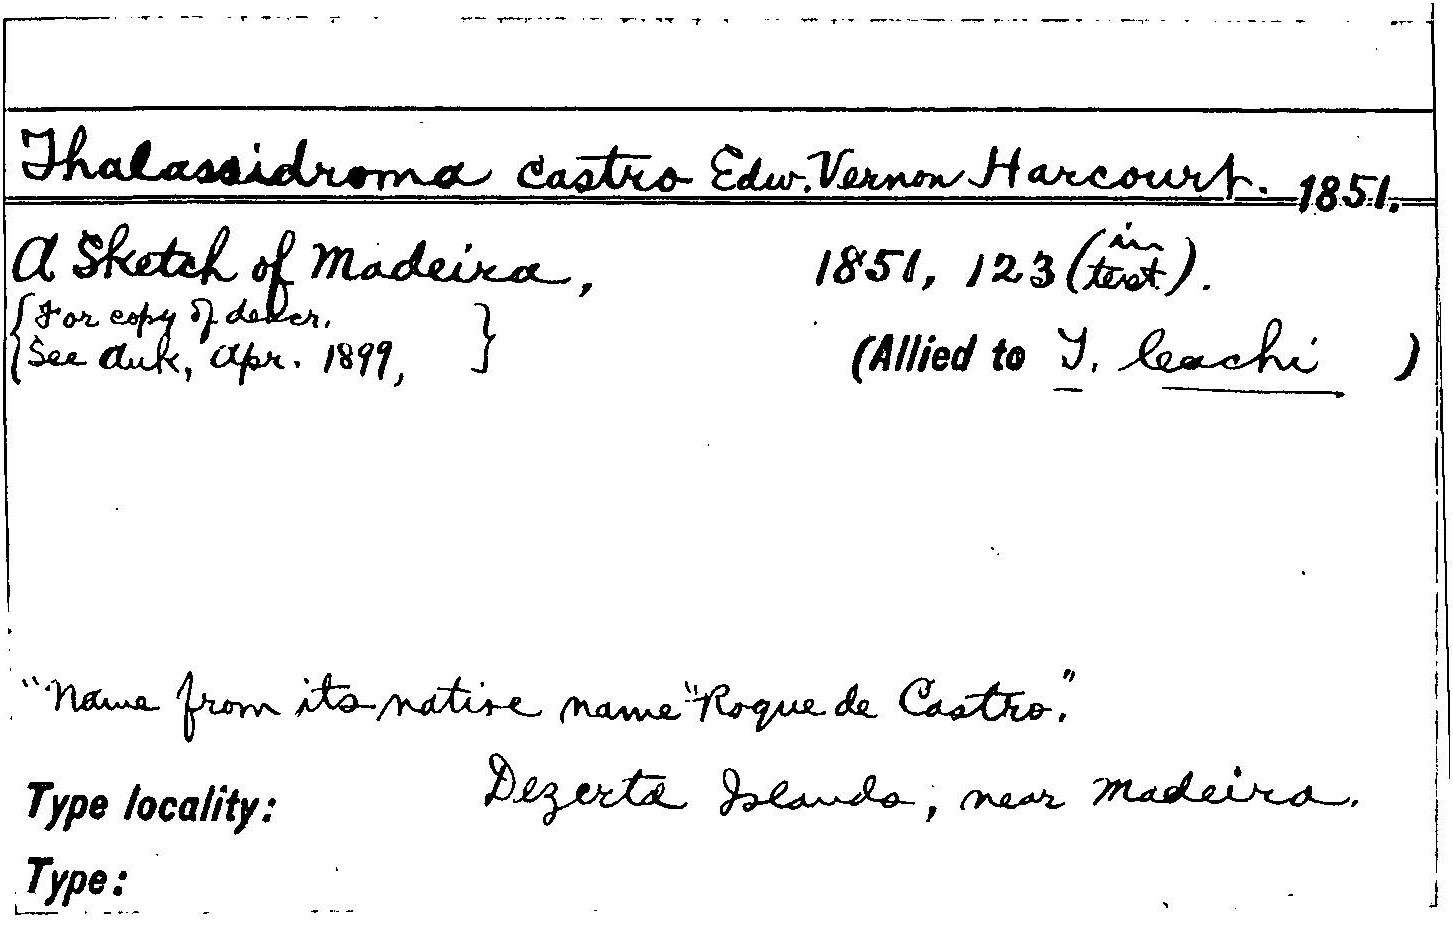 Thalassidroma castro Edw. Vernon Harcourt. 1851.
A Sketch of Madeira, 1851, 123 (in text).
{For copy of descr.
{See Auk, Apr. 1899, }
(Allied to T. leachi )
"Name from its native name "Roque de Castro."
Type locality: Dezerta Islands, near Madeira.
Type: